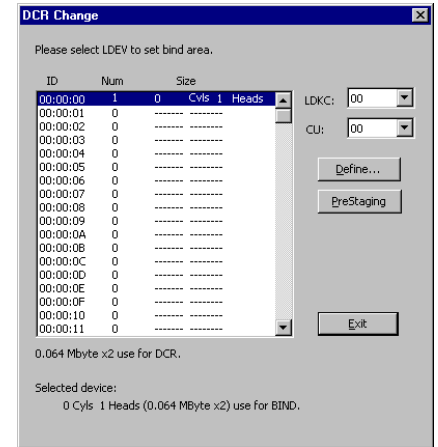 DCR Change
Please select LDEV to set bind area.
ID Num Size
00:00:00 1 0 Cyls 1 Heads
00:00:01 0 ------- --------
00:00:02 0 ------- --------
00:00:03 0 ------- --------
00:00:04 0 ------- --------
00:00:05 0 ------- --------
00:00:06 0 ------- --------
00:00:07 0 ------- --------
00:00:08 0 ------- --------
00:00:09 0 ------- --------
00:00:0A 0 ------- --------
00:00:0B 0 ------- --------
00:00:0C 0 ------- --------
00:00:0D 0 ------- --------
00:00:0E 0 ------- --------
00:00:0F 0 ------- --------
00:00:10 0 ------- --------
00:00:11 0 ------- --------
LDKC: 00
CU: 00
Define...
PreStaging
Exit
0.064 Mbyte x2 use for DCR.
Selected device:
0 Cyls 1 Heads (0.064 MByte x2) use for BIND.